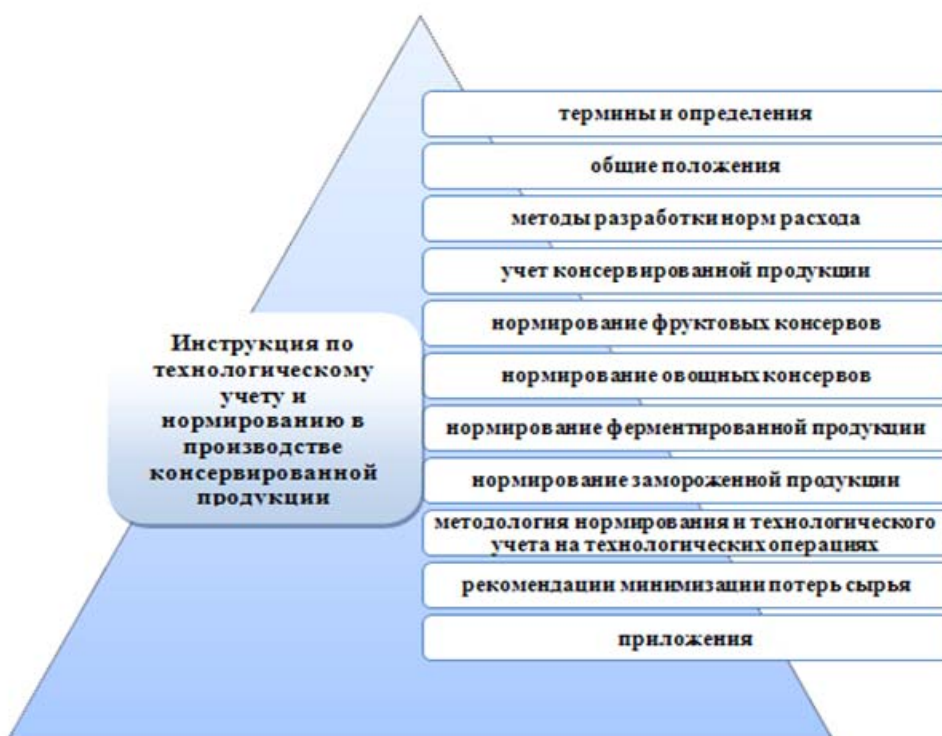 термины и определения
общие положения
методы разработки норм расхода
учет консервированной продукции
нормирование фруктовых консервов
Инструкция по
технологическому
учету и
нормированию в
производстве
консервированной
продукции
нормирование овощных консервов
нормирование ферментированной продукции
нормирование замороженной продукции
методология нормирования и технологического
учета на технологических операциях
рекомендации минимизации потерь сырья
приложения